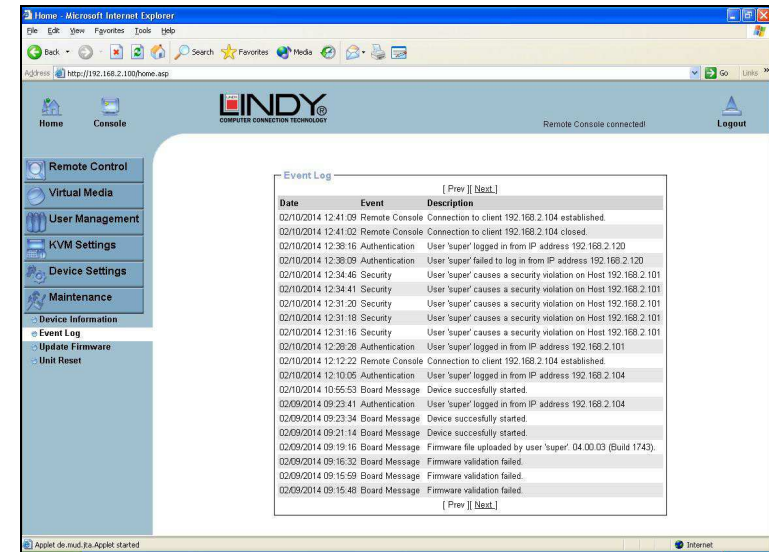 Home - Microsoft Internet Explorer
File Edit View Favorites Tools Help
Back Search Favorites Media
Address http://192.168.2.100/home.asp Go Links »
Home Console
LINDY®
COMPUTER CONNECTION TECHNOLOGY
Remote Console connected!
Logout
Remote Control
Virtual Media
User Management
KVM Settings
Device Settings
Maintenance
Device Information
Event Log
Update Firmware
Unit Reset
Event Log
[ Prev ][ Next ]
Date Event Description
02/10/2014 12:41:09 Remote Console Connection to client 192.168.2.104 established.
02/10/2014 12:41:02 Remote Console Connection to client 192.168.2.104 closed.
02/10/2014 12:38:16 Authentication User 'super' logged in from IP address 192.168.2.120
02/10/2014 12:38:09 Authentication User 'super' failed to log in from IP address 192.168.2.120
02/10/2014 12:34:46 Security User 'super' causes a security violation on Host 192.168.2.101
02/10/2014 12:34:41 Security User 'super' causes a security violation on Host 192.168.2.101
02/10/2014 12:31:20 Security User 'super' causes a security violation on Host 192.168.2.101
02/10/2014 12:31:18 Security User 'super' causes a security violation on Host 192.168.2.101
02/10/2014 12:31:16 Security User 'super' causes a security violation on Host 192.168.2.101
02/10/2014 12:28:28 Authentication User 'super' logged in from IP address 192.168.2.101
02/10/2014 12:12:22 Remote Console Connection to client 192.168.2.104 established.
02/10/2014 12:10:05 Authentication User 'super' logged in from IP address 192.168.2.104
02/10/2014 10:55:53 Board Message Device succesfully started.
02/09/2014 09:23:41 Authentication User 'super' logged in from IP address 192.168.2.104
02/09/2014 09:23:34 Board Message Device succesfully started.
02/09/2014 09:21:14 Board Message Device succesfully started.
02/09/2014 09:19:16 Board Message Firmware file uploaded by user 'super'. 04.00.03 (Build 1743).
02/09/2014 09:16:32 Board Message Firmware validation failed.
02/09/2014 09:15:59 Board Message Firmware validation failed.
02/09/2014 09:15:48 Board Message Firmware validation failed.
[ Prev ][ Next ]
Applet de.mud.jta.Applet started
Internet